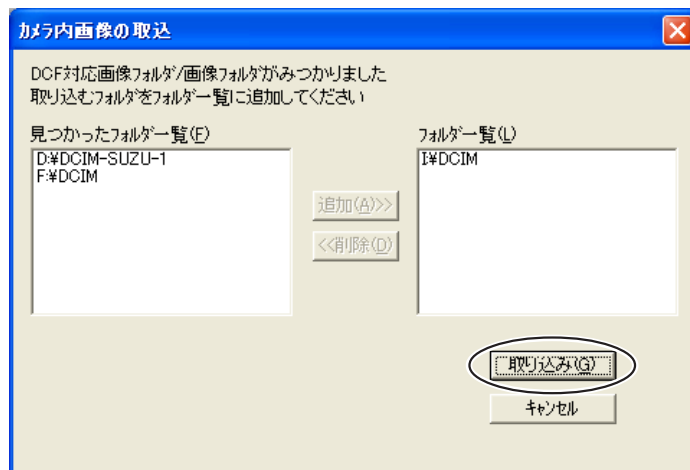 カメラ内画像の取込
DCF対応画像フォルダ/画像フォルダがみつかりました
取り込むフォルダをフォルダ一覧に追加してください
見つかったフォルダ一覧(F)
D:¥DCIM-SUZU-1
F:¥DCIM
追加(A)>>
<<削除(D)
フォルダ一覧(L)
I:¥DCIM
取り込み(G)
キャンセル